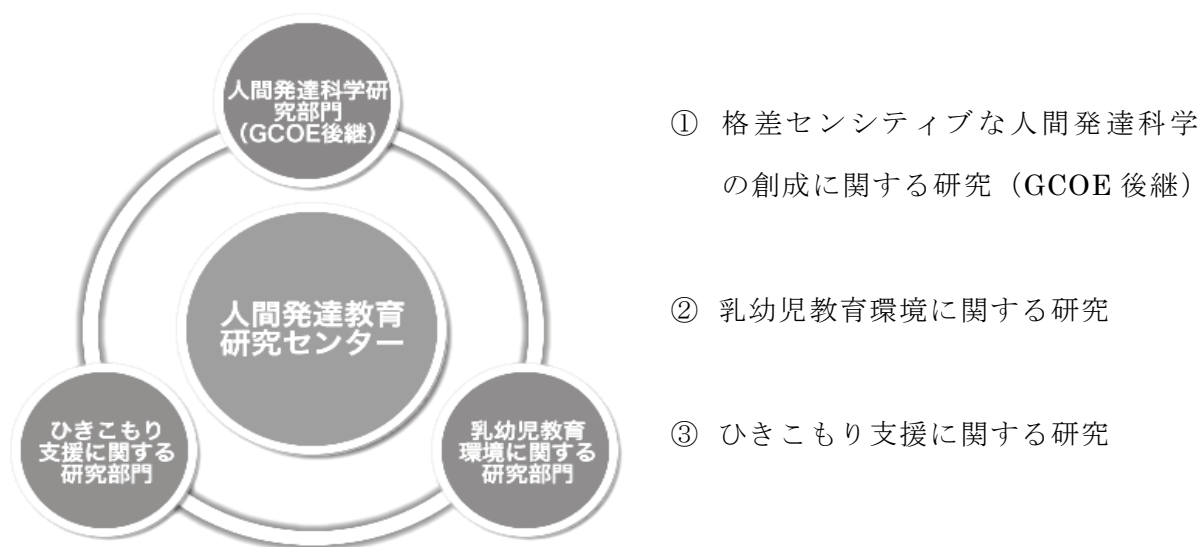 人間発達科学研
究部門
(GCOE後継)
人間発達教育
研究センター
ひきこもり
支援に関する
研究部門
乳幼児教育
環境に関する
研究部門
① 格差センシティブな人間発達科学
の創成に関する研究（GCOE 後継）
② 乳幼児教育環境に関する研究
③ ひきこもり支援に関する研究